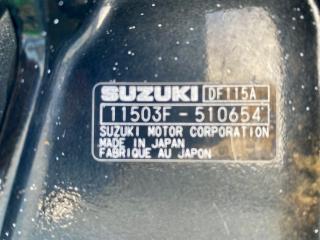 SUZUKI DF115A
11503F-510654
SUZUKI MOTOR CORPORATION
MADE IN JAPAN
FABRIQUE AU JAPON